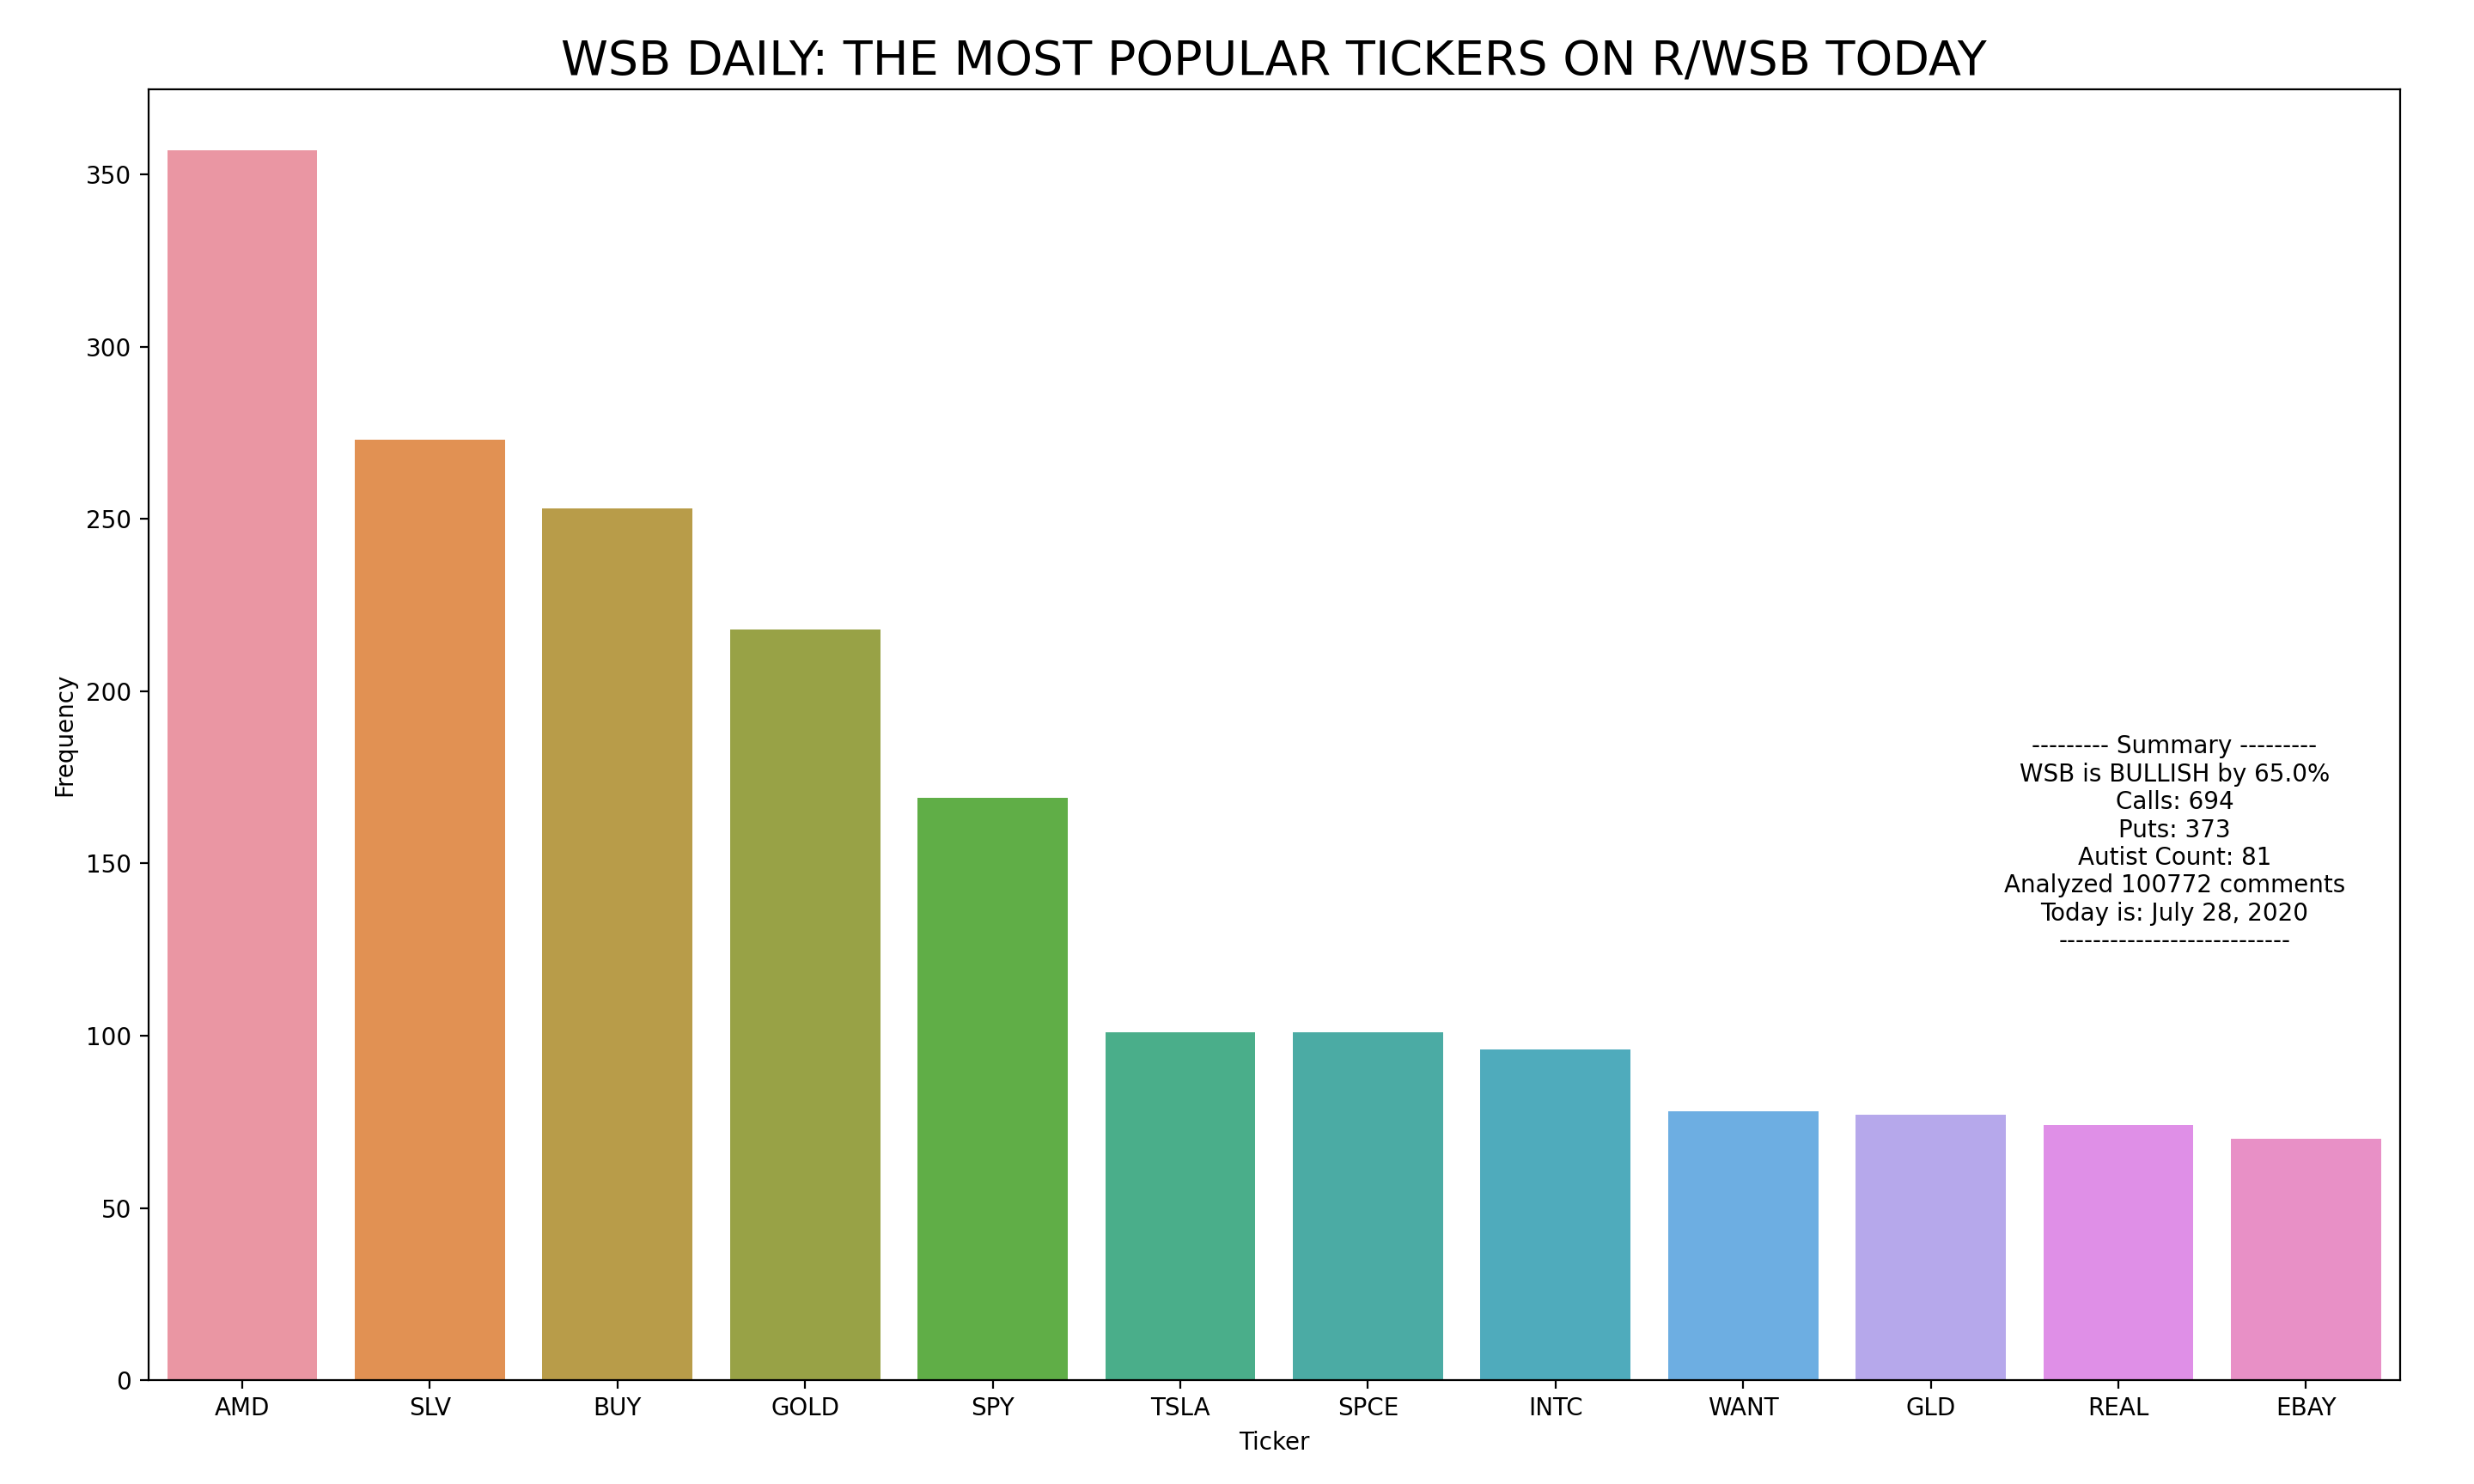 WSB DAILY: THE MOST POPULAR TICKERS ON R/WSB TODAY
350
300
250
200
150
100
50
0
Frequency
--------- Summary ---------
WSB is BULLISH by 65.0%
Calls: 694
Puts: 373
Autist Count: 81
Analyzed 100772 comments
Today is: July 28, 2020
---------------------------
AMD SLV BUY GOLD SPY TSLA SPCE INTC WANT GLD REAL EBAY
Ticker